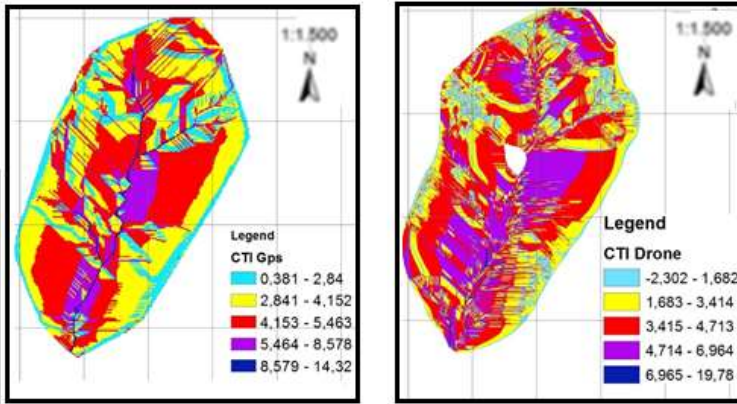 1:1.500
N
Legend
CTI Gps
0,381 - 2,84
2,841 - 4,152
4,153 - 5,463
5,464 - 8,578
8,579 - 14,32
1:1.500
N
Legend
CTI Drone
-2,302 - 1,682
1,683 - 3,414
3,415 - 4,713
4,714 - 6,964
6,965 - 19,78